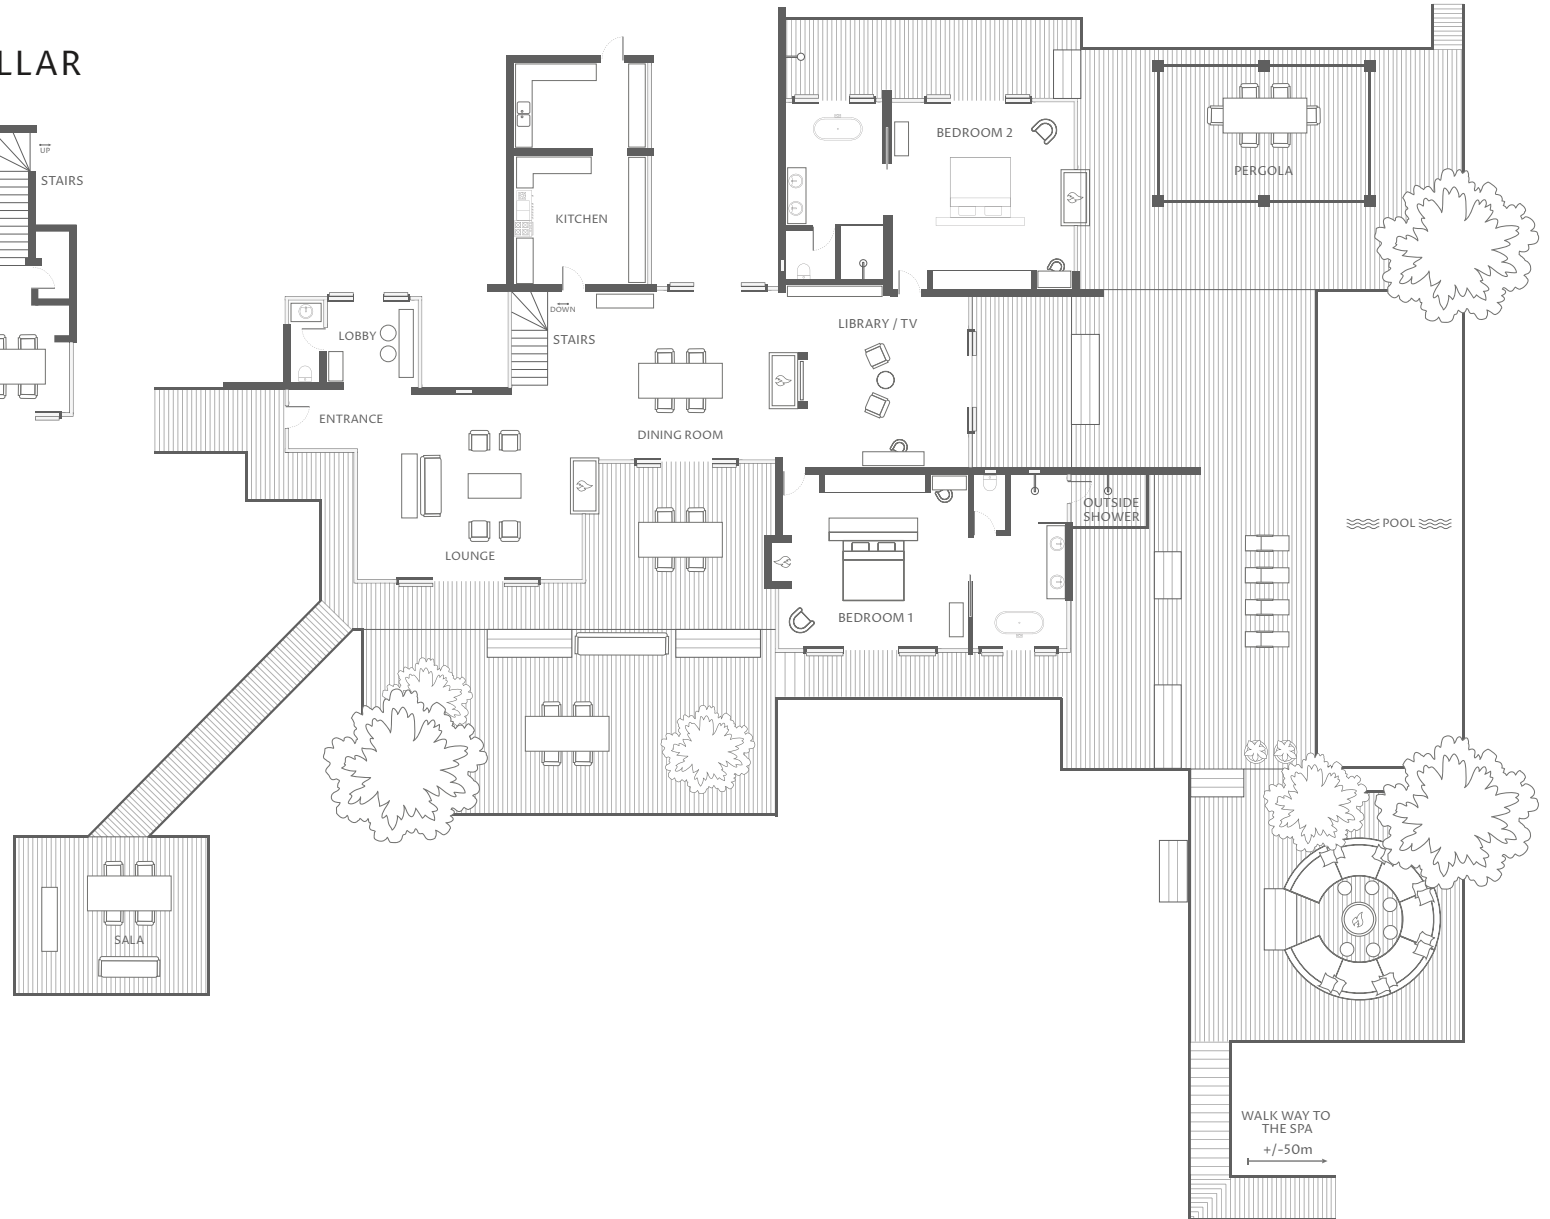 LLAR
UP
STAIRS
BEDROOM 2
PERGOLA
KITCHEN
DOWN
STAIRS
LOBBY
LIBRARY / TV
ENTRANCE
DINING ROOM
OUTSIDE
SHOWER
POOL
LOUNGE
BEDROOM 1
SALA
WALK WAY TO
THE SPA
+/-50m